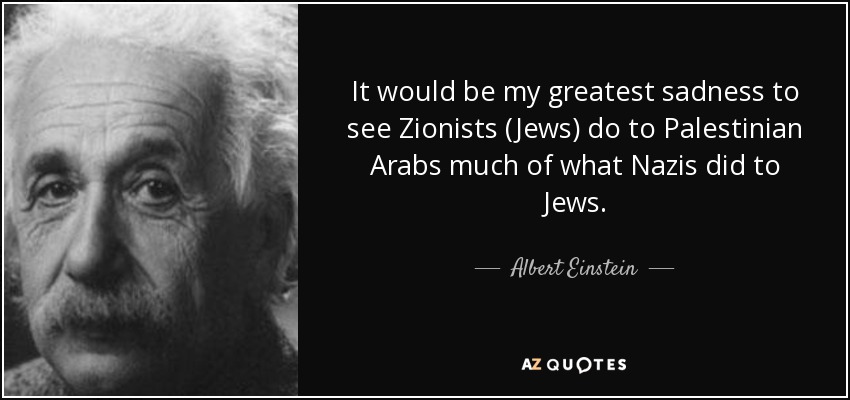 It would be my greatest sadness to
see Zionists (Jews) do to Palestinian
Arabs much of what Nazis did to
Jews.
Albert Einstein
AZ QUOTES